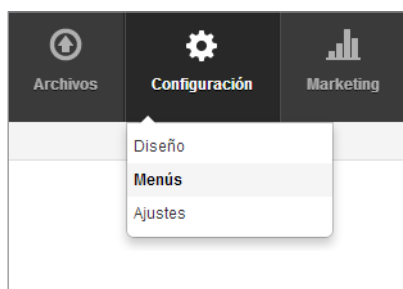 Archivos
Configuración
Marketing
Diseño
Menús
Ajustes